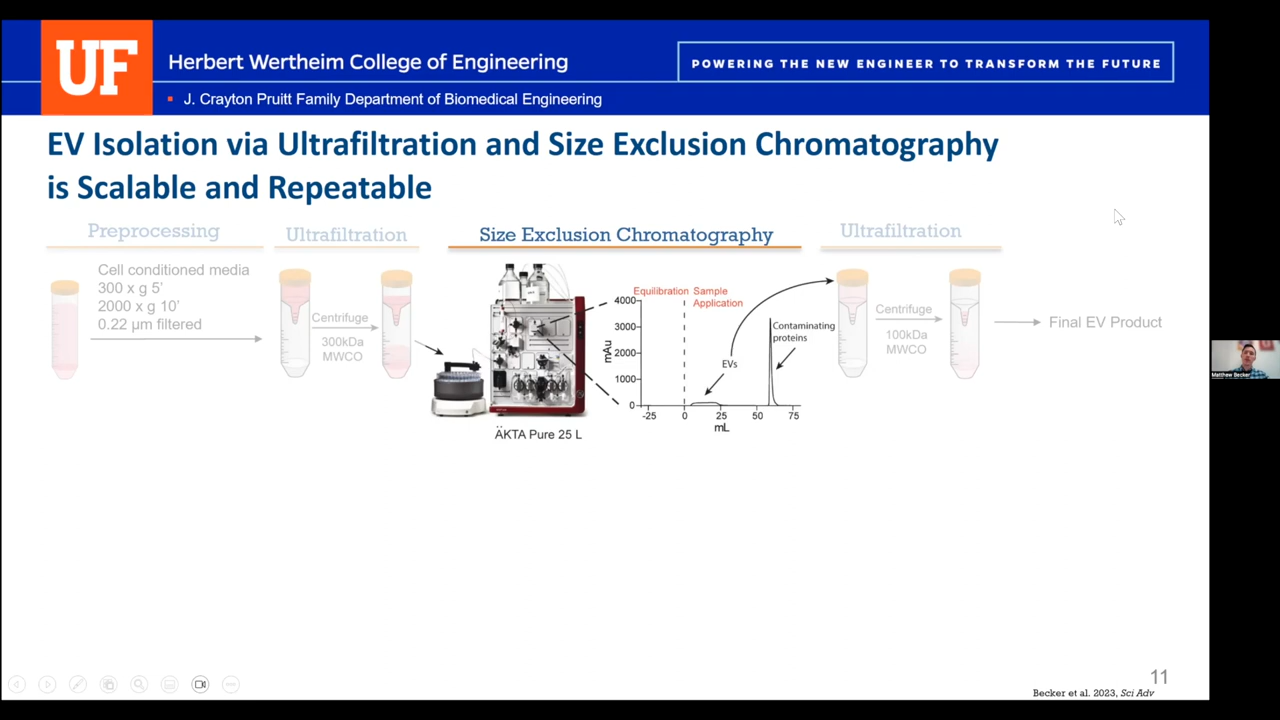 UF
Herbert Wertheim College of Engineering
POWERING THE NEW ENGINEER TO TRANSFORM THE FUTURE
J. Crayton Pruitt Family Department of Biomedical Engineering
EV Isolation via Ultrafiltration and Size Exclusion Chromatography
is Scalable and Repeatable
Preprocessing
Cell conditioned media
300 x g 5’
2000 x g 10’
0.22 µm filtered
Ultrafiltration
Centrifuge
300kDa
MWCO
Size Exclusion Chromatography
ÄKTA Pure 25 L
Equilibration
Sample
Application
4000
3000
2000
1000
0
mAu
EVs
Contaminating
proteins
-25
0
25
50
75
mL
Ultrafiltration
Centrifuge
100kDa
MWCO
Final EV Product
Matthew Becker
11
Becker et al. 2023, Sci Adv